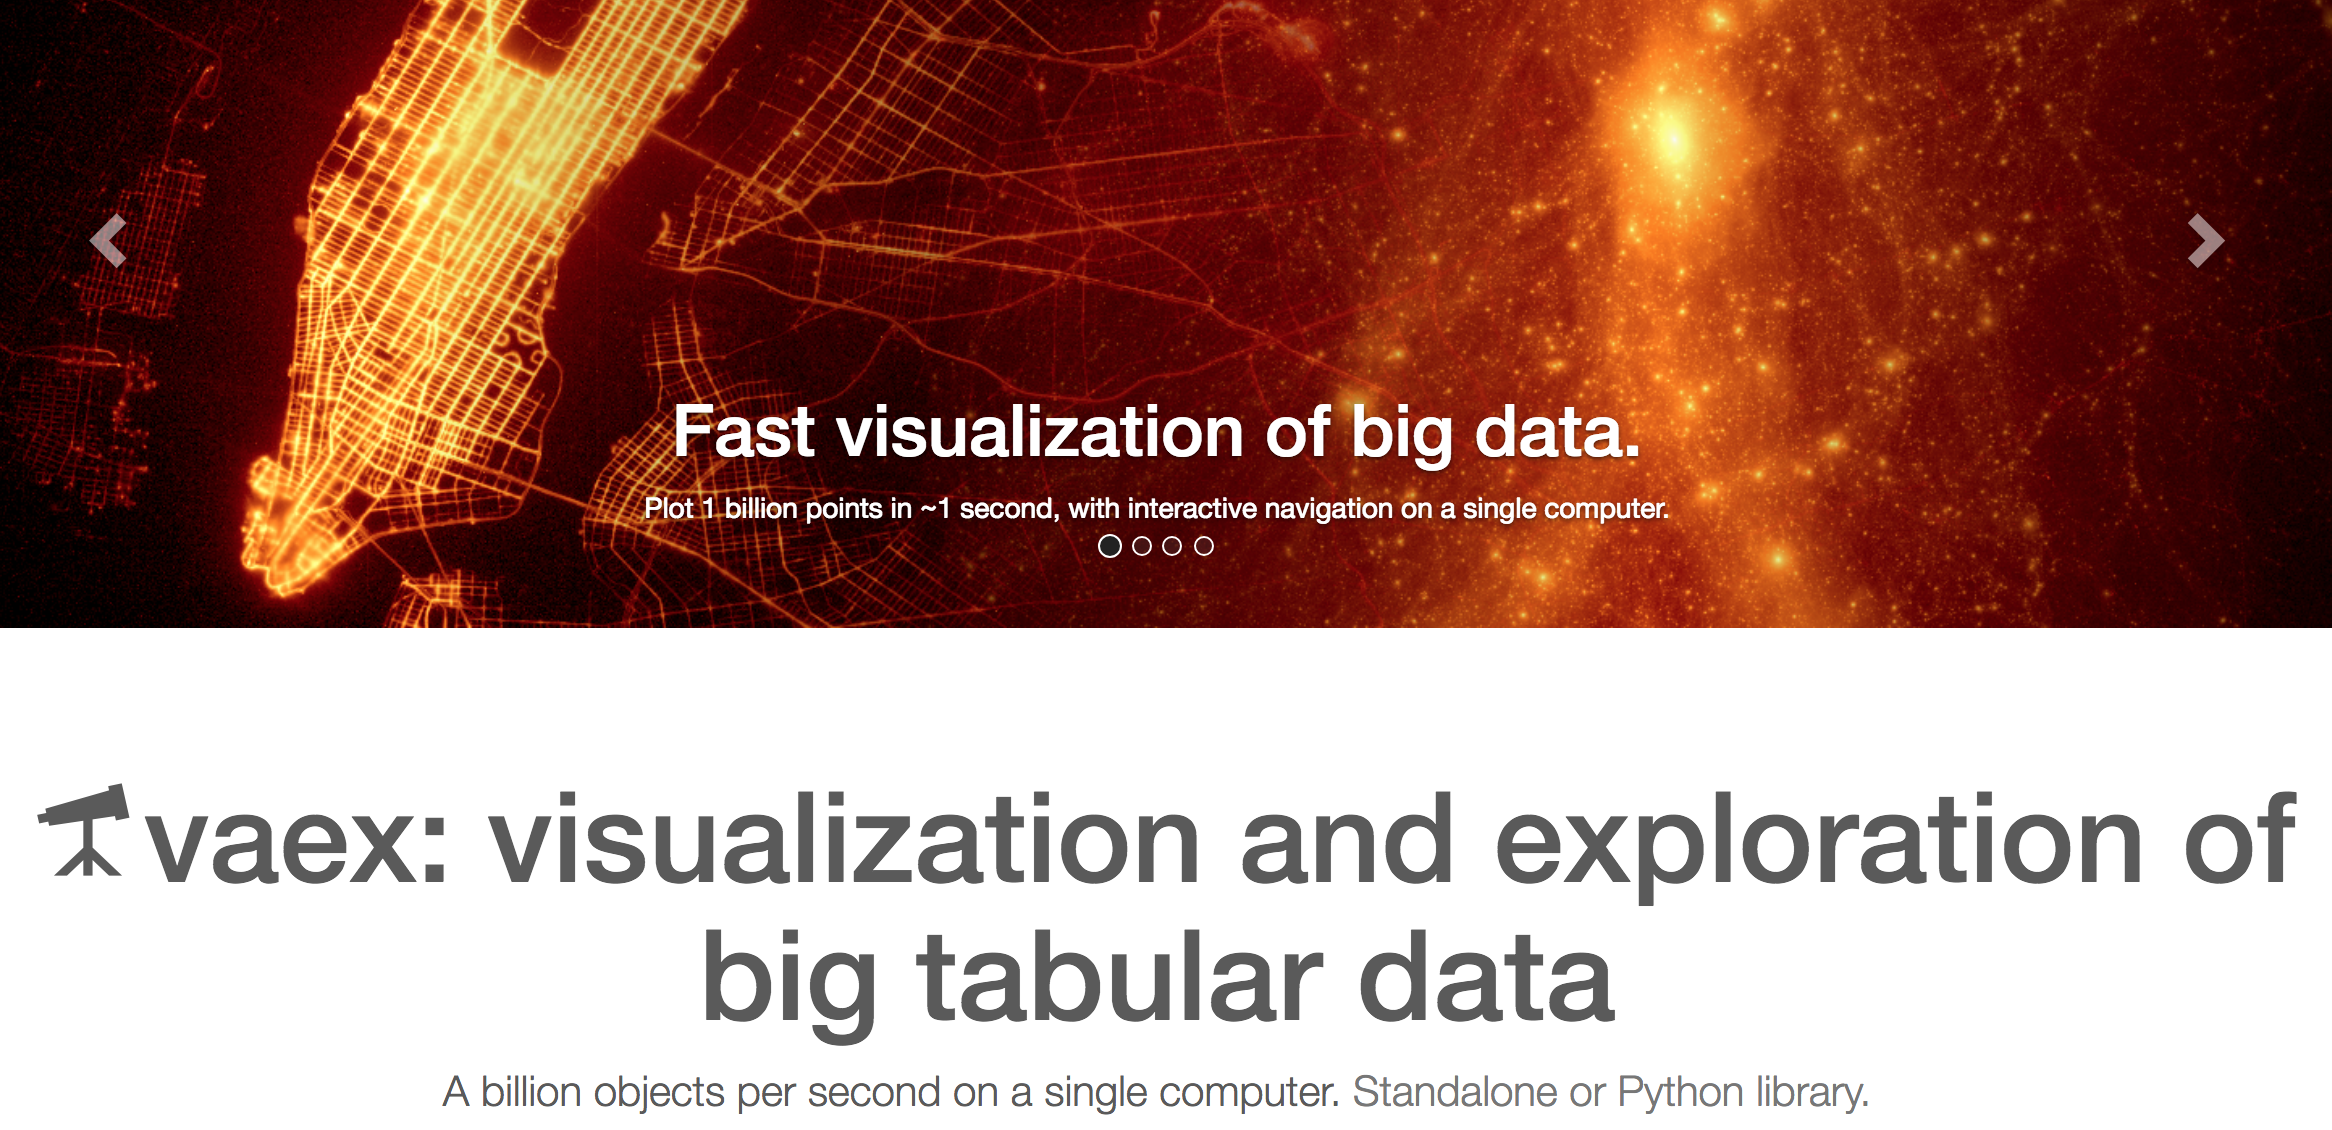 Fast visualization of big data.
Plot 1 billion points in ~1 second, with interactive navigation on a single computer.
vaex: visualization and exploration of
big tabular data
A billion objects per second on a single computer. Standalone or Python library.